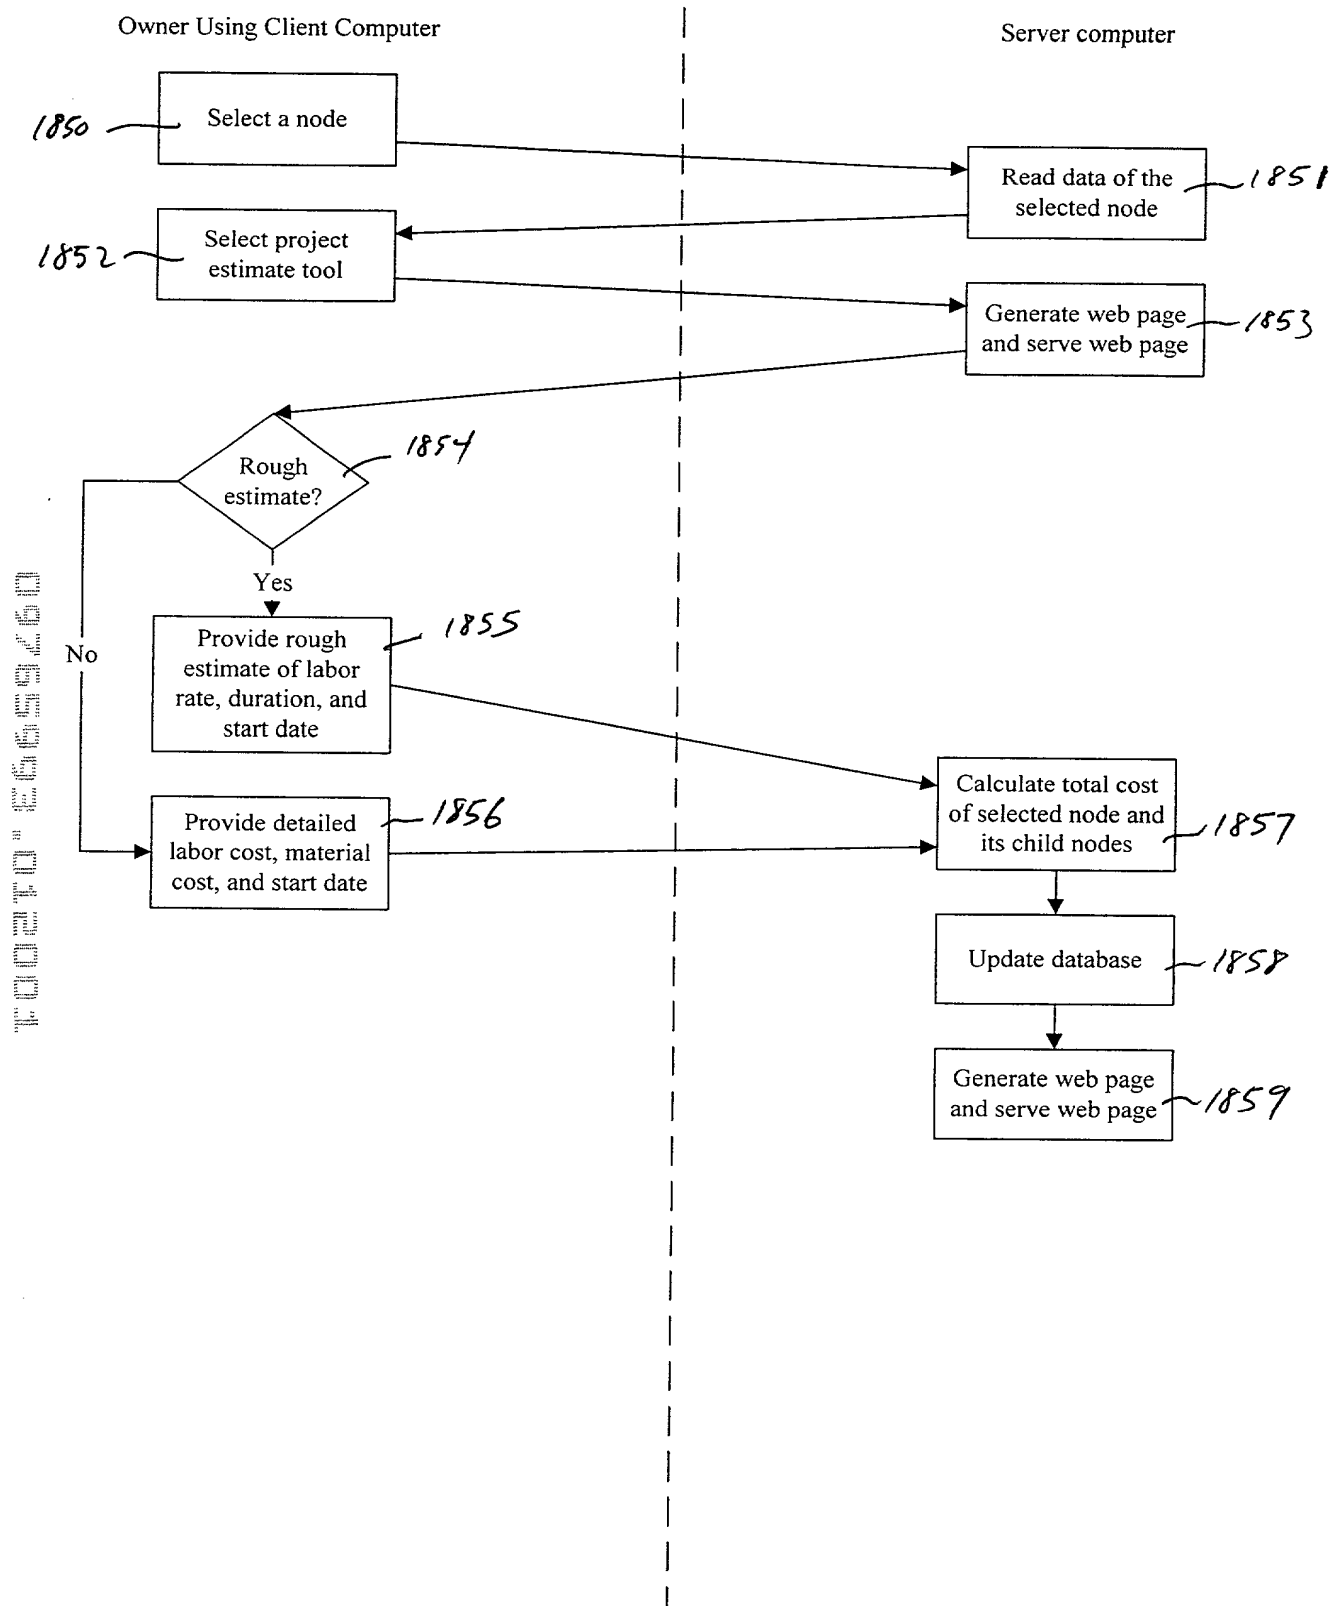 Owner Using Client Computer
Server computer
Select a node
1850
Read data of the
selected node
1851
Select project
estimate tool
1852
Generate web page
and serve web page
1853
Rough
estimate?
1854
Yes
No
Provide rough
estimate of labor
rate, duration, and
start date
1855
Provide detailed
labor cost, material
cost, and start date
1856
Calculate total cost
of selected node and
its child nodes
1857
Update database
1858
Generate web page
and serve web page
1859